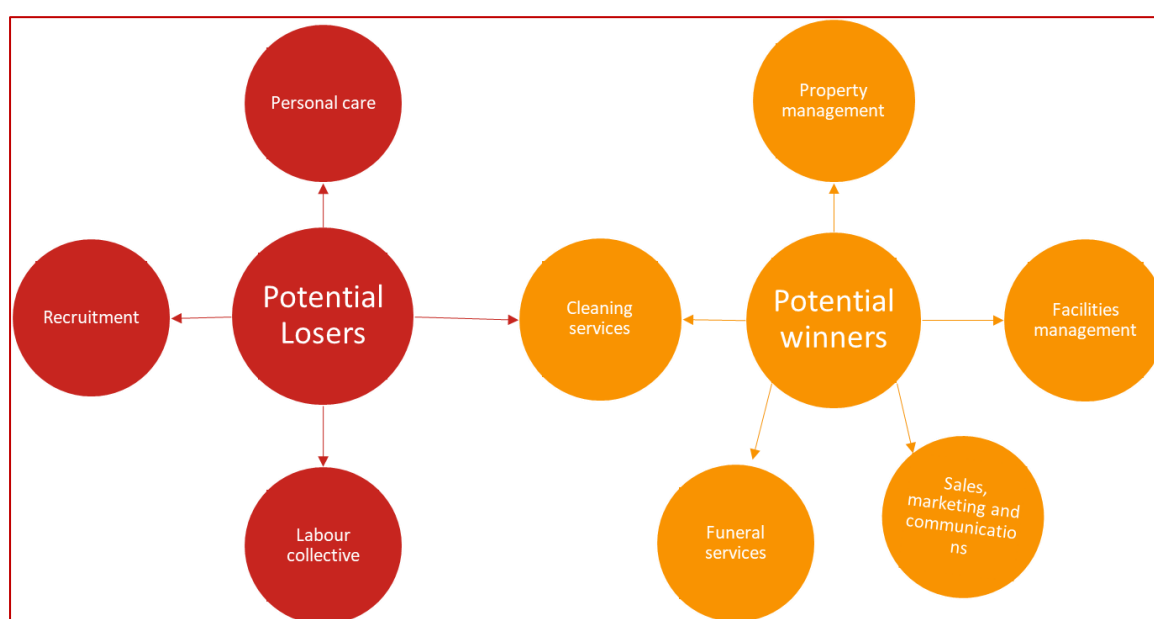 Personal care
Property
management
Recruitment
Potential
Losers
Cleaning
services
Potential
winners
Facilities
management
Labour
collective
Funeral
services
Sales,
marketing and
communicatio
ns